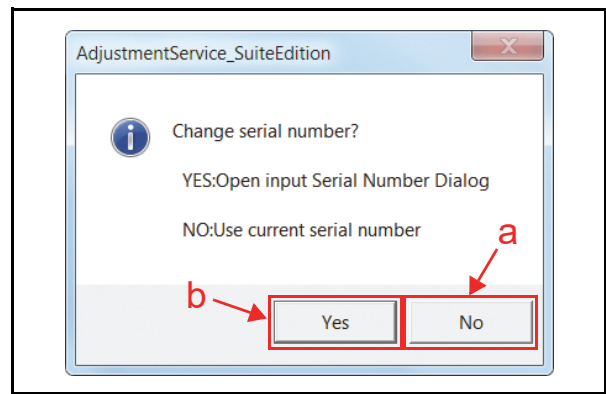 AdjustmentService_SuiteEdition
X
Change serial number?
YES:Open input Serial Number Dialog
NO:Use current serial number
a
b
Yes
No